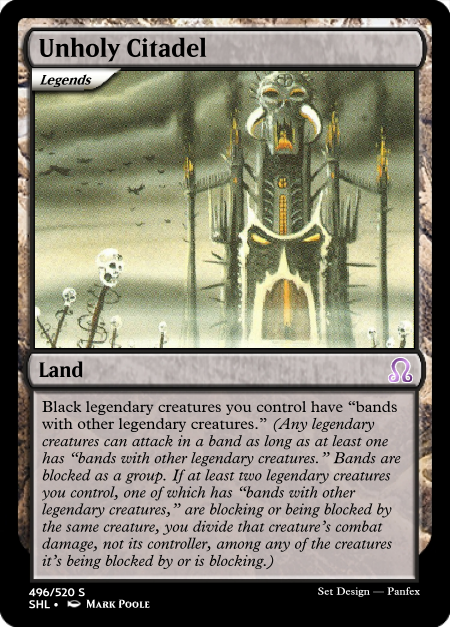 Unholy Citadel
Legends
Land
Black legendary creatures you control have “bands
with other legendary creatures.” (Any legendary
creatures can attack in a band as long as at least one
has “bands with other legendary creatures.” Bands are
blocked as a group. If at least two legendary creatures
you control, one of which has “bands with other
legendary creatures,” are blocking or being blocked by
the same creature, you divide that creature’s combat
damage, not its controller, among any of the creatures
it’s being blocked by or is blocking.)
496/520 S
Set Design — Panfex
SHL • Mark Poole